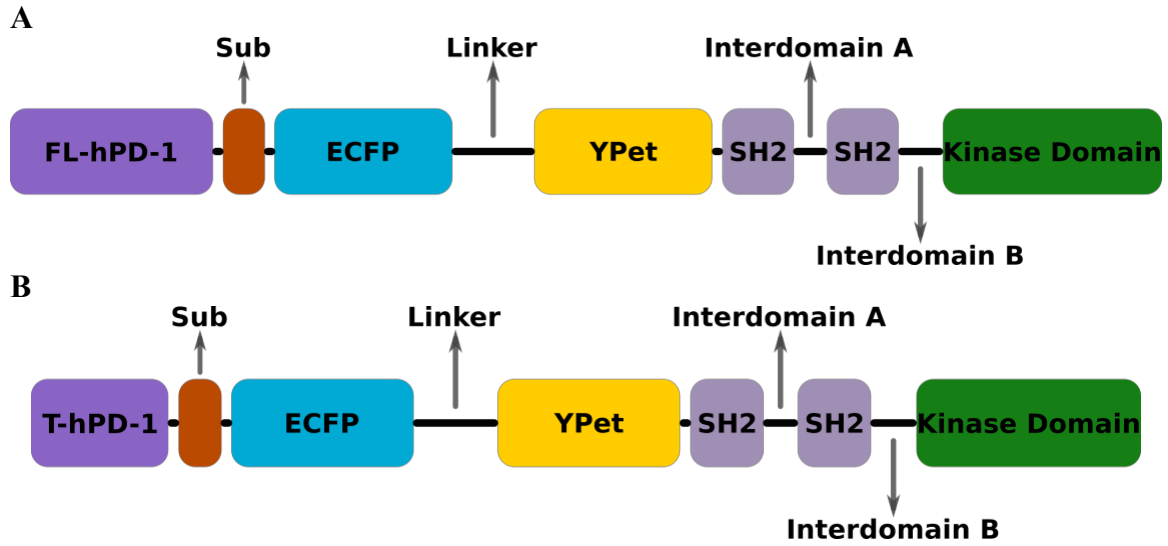 A
Sub Linker Interdomain A
FL-hPD-1 ECFP YPet SH2 SH2 Kinase Domain
Interdomain B
B
Sub Linker Interdomain A
T-hPD-1 ECFP YPet SH2 SH2 Kinase Domain
Interdomain B